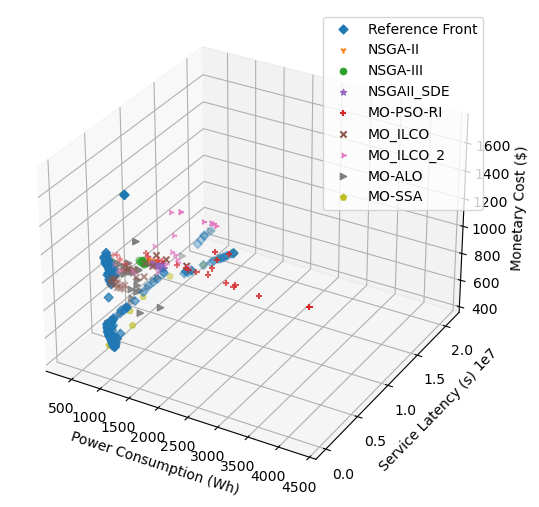 Reference Front
NSGA-II
NSGA-III
NSGAII_SDE
MO-PSO-RI
MO_ILCO
MO_ILCO_2
MO-ALO
MO-SSA
1600
1400
1200
1000
800
600
400
Monetary Cost ($)
2.0
1.5
1.0
0.5
0.0
Service Latency (s) 1e7
500
1000
1500
2000
2500
3000
3500
4000
4500
Power Consumption (Wh)